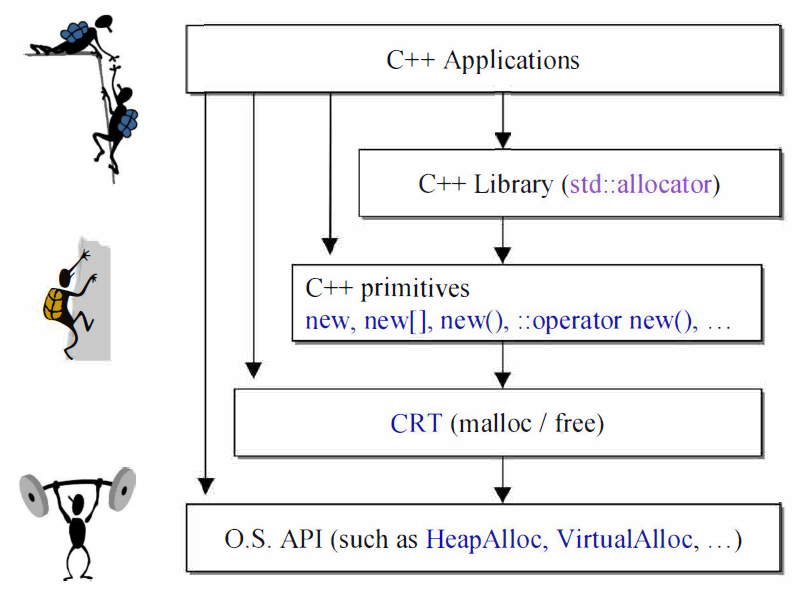 C++ Applications
C++ Library (std::allocator)
C++ primitives
new, new[], new(), ::operator new(), …
CRT (malloc / free)
O.S. API (such as HeapAlloc, VirtualAlloc, …)